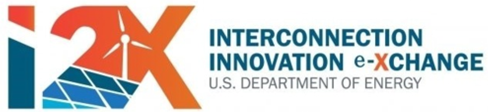 i2X
INTERCONNECTION
INNOVATION e-XCHANGE
U.S. DEPARTMENT OF ENERGY